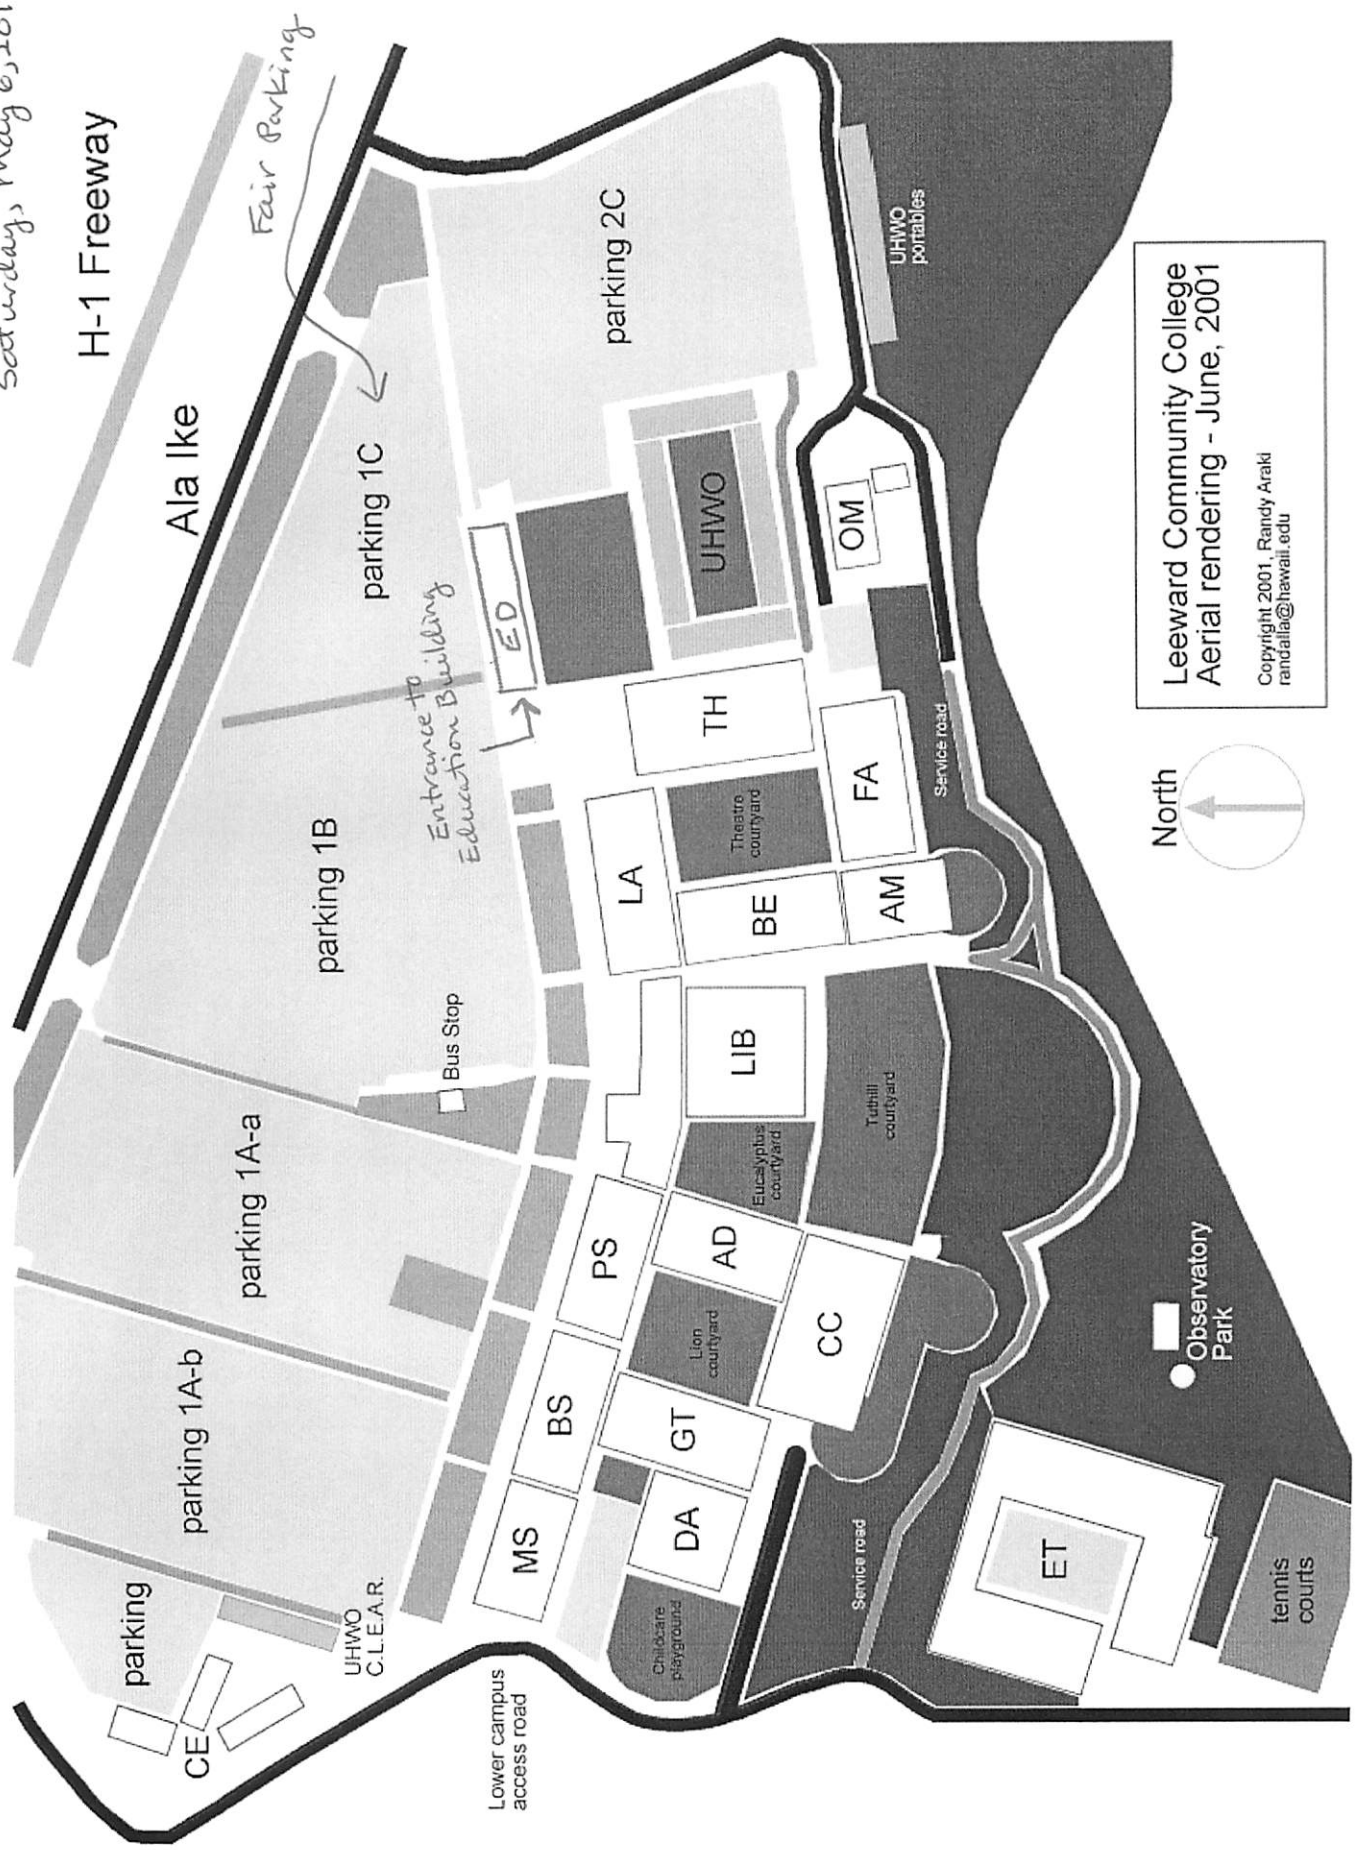 Saturday, May 6, 201
H-1 Freeway
Fair Parking
Ala Ike
parking
parking 1A-b
parking 1A-a
parking 1B
parking 1C
parking 2C
CE
UHWO
C.L.E.A.R.
Bus Stop
Entrance to
Education Building
ED
Lower campus
access road
MS
BS
PS
LA
TH
UHWO
DA
GT
Lion
courtyard
AD
Eucalyptus
courtyard
LIB
BE
Theatre
courtyard
Childcare
playground
CC
Tuthill
courtyard
AM
FA
OM
UHWO
portables
Service road
Service road
ET
tennis
courts
Observatory
Park
North
Leeward Community College
Aerial rendering - June, 2001
Copyright 2001, Randy Araki
randalla@hawaii.edu